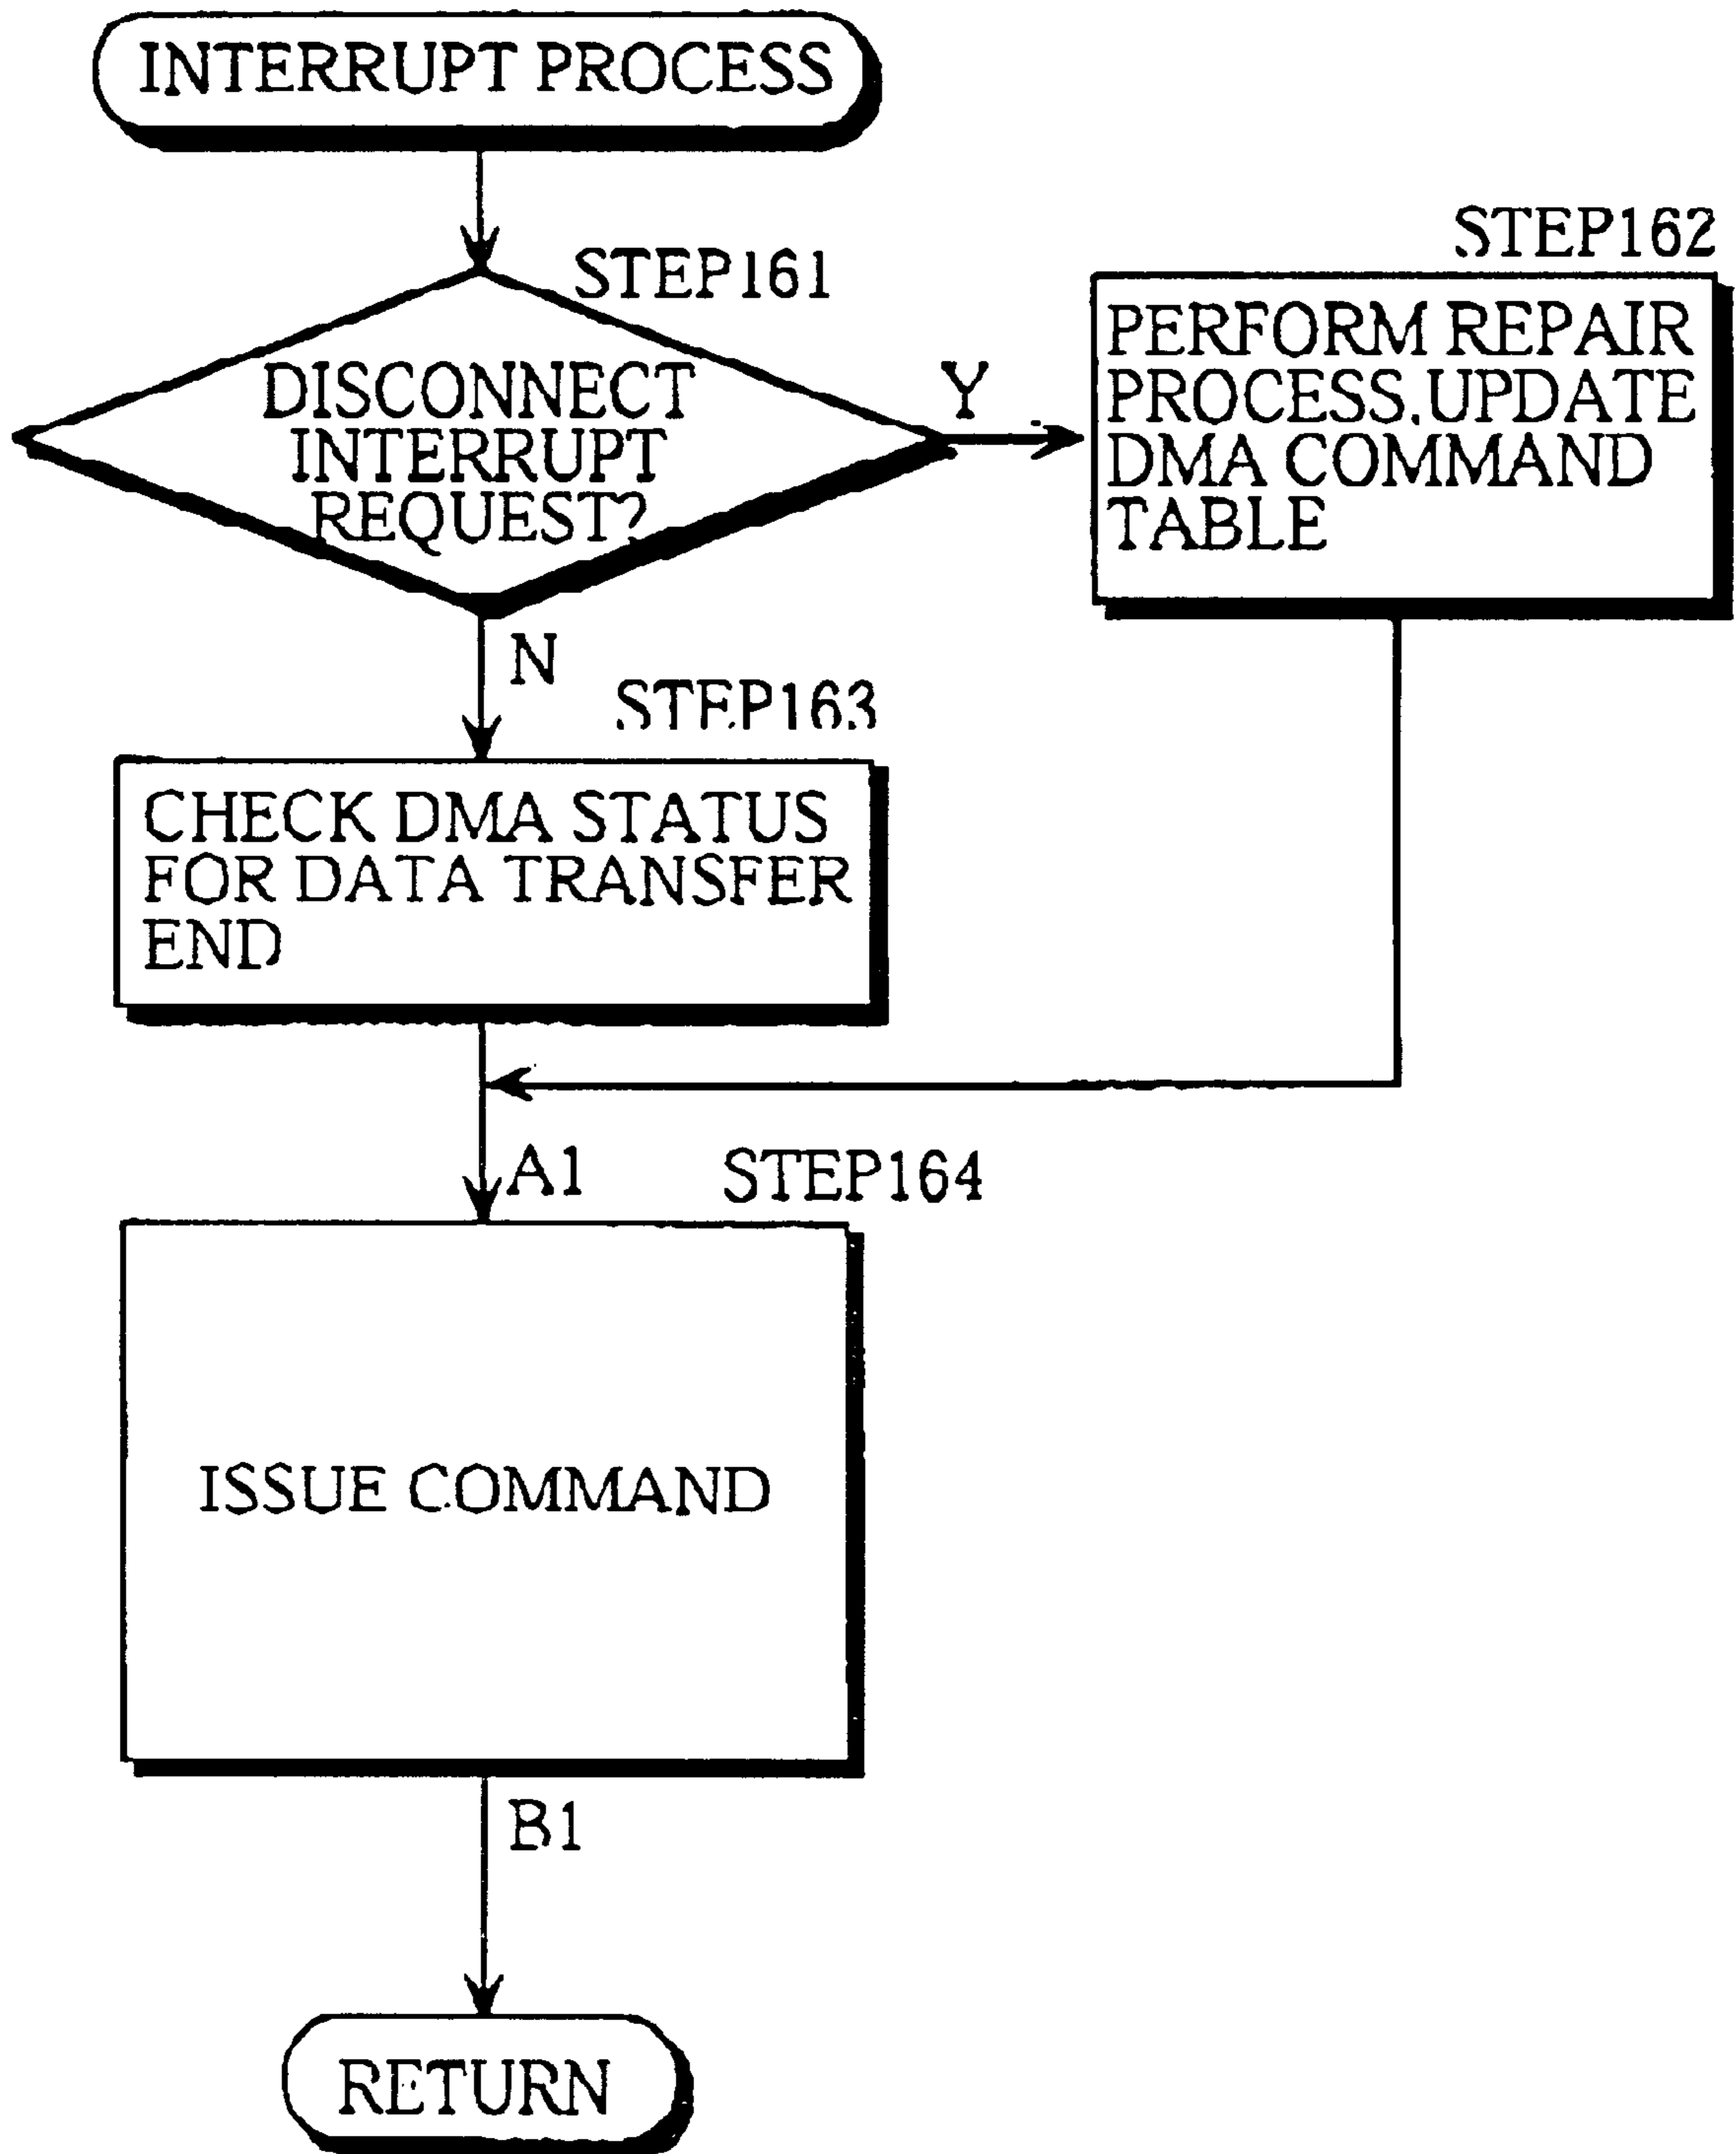 INTERRUPT PROCESS
STEP161
DISCONNECT
INTERRUPT
REQUEST?
Y
STEP162
PERFORM REPAIR
PROCESS.UPDATE
DMA COMMAND
TABLE
N
STEP163
CHECK DMA STATUS
FOR DATA TRANSFER
END
A1
STEP164
ISSUE COMMAND
B1
RETURN